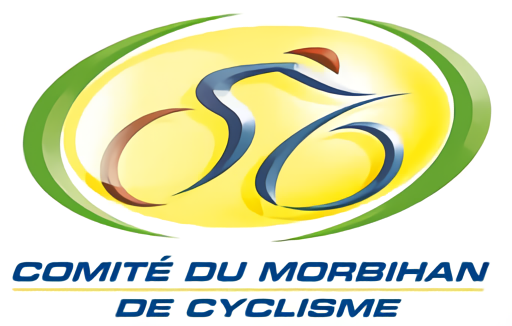 COMITÉ DU MORBIHAN
DE CYCLISME